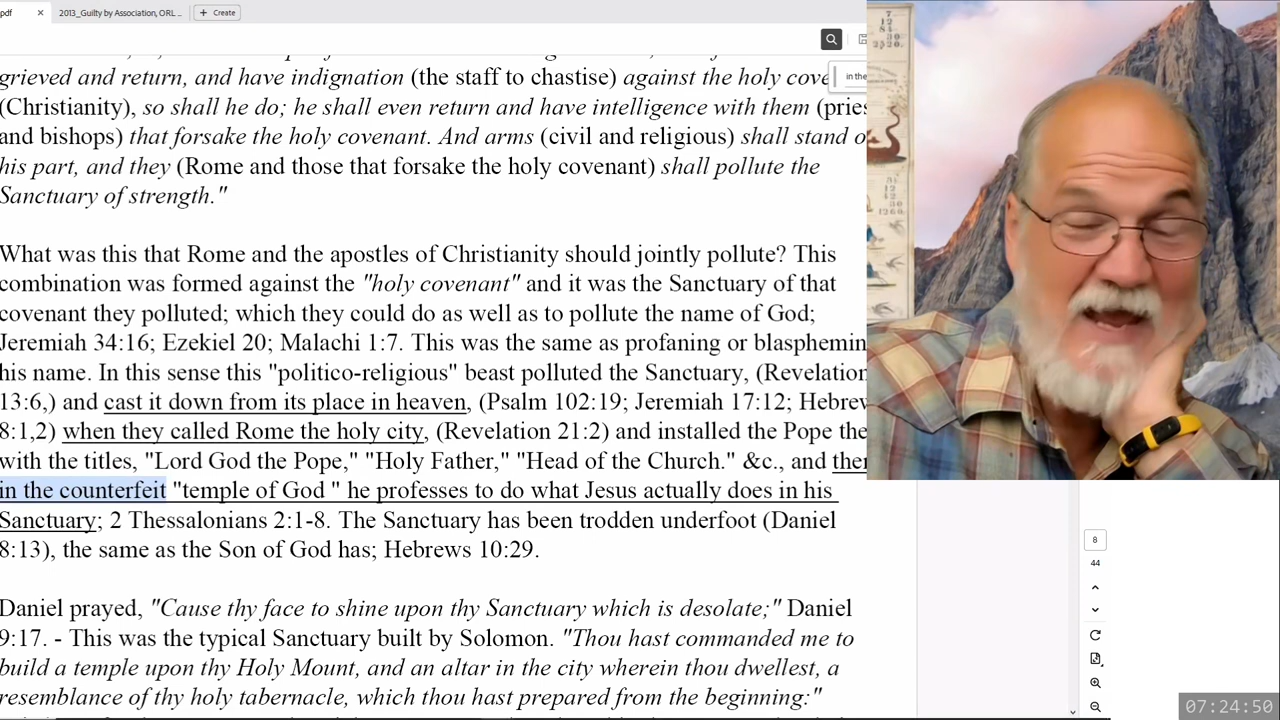 pdf
2013_Guilty by Association, ORL ...
+ Create
grieved and return, and have indignation (the staff to chastise) against the holy cove
in the
(Christianity), so shall he do; he shall even return and have intelligence with them (pries
and bishops) that forsake the holy covenant. And arms (civil and religious) shall stand o
his part, and they (Rome and those that forsake the holy covenant) shall pollute the
Sanctuary of strength."
What was this that Rome and the apostles of Christianity should jointly pollute? This
combination was formed against the "holy covenant" and it was the Sanctuary of that
covenant they polluted; which they could do as well as to pollute the name of God;
Jeremiah 34:16; Ezekiel 20; Malachi 1:7. This was the same as profaning or blasphemin
his name. In this sense this "politico-religious" beast polluted the Sanctuary, (Revelation
13:6,) and cast it down from its place in heaven, (Psalm 102:19; Jeremiah 17:12; Hebrew
8:1,2) when they called Rome the holy city, (Revelation 21:2) and installed the Pope the
with the titles, "Lord God the Pope," "Holy Father," "Head of the Church." &c., and ther
in the counterfeit "temple of God " he professes to do what Jesus actually does in his
Sanctuary; 2 Thessalonians 2:1-8. The Sanctuary has been trodden underfoot (Daniel
8:13), the same as the Son of God has; Hebrews 10:29.
Daniel prayed, "Cause thy face to shine upon thy Sanctuary which is desolate;" Daniel
9:17. - This was the typical Sanctuary built by Solomon. "Thou hast commanded me to
build a temple upon thy Holy Mount, and an altar in the city wherein thou dwellest, a
resemblance of thy holy tabernacle, which thou hast prepared from the beginning:"
8
44
07:24:50